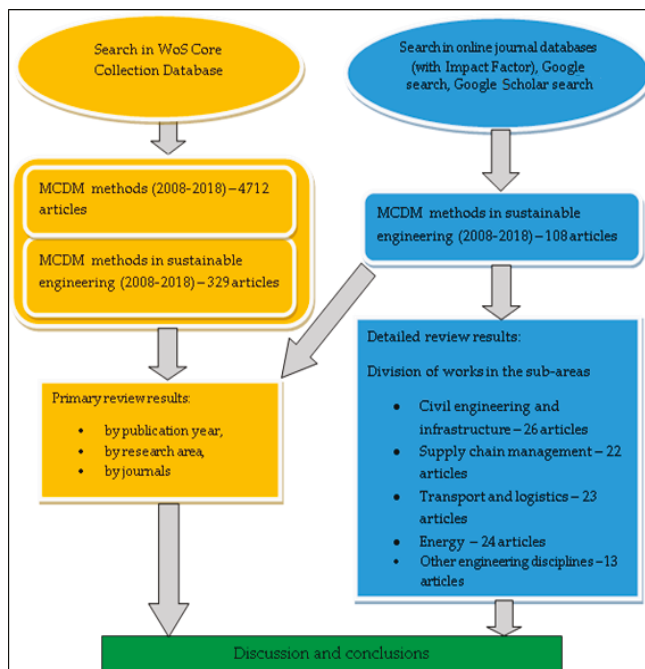 Search in WoS Core
Collection Database
Search in online journal databases
(with Impact Factor), Google
search, Google Scholar search
MCDM methods (2008-2018) – 4712
articles
MCDM methods in sustainable
engineering (2008-2018) – 329 articles
MCDM methods in sustainable
engineering (2008-2018) – 108 articles
Primary review results:
• by publication year,
• by research area,
• by journals
Detailed review results:
Division of works in the sub-areas
• Civil engineering and
infrastructure – 26 articles
• Supply chain management – 22
articles
• Transport and logistics – 23
articles
• Energy – 24 articles
• Other engineering disciplines –13
articles
Discussion and conclusions